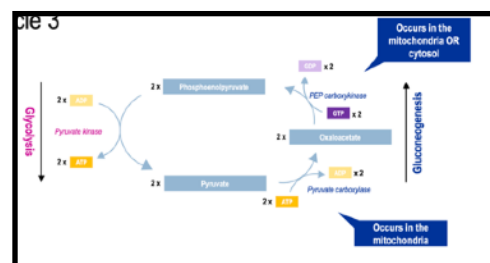 cle 3
Occurs in the
mitochondria OR
cytosol
GDP x 2
2 x Phosphoenolpyruvate
PEP carboxykinase
2 x ADP
GTP x 2
Glycolysis
Pyruvate kinase
2 x Oxaloacetate
Gluconeogenesis
2 x ATP
2 x Pyruvate
ADP x 2
Pyruvate carboxylase
2 x ATP
Occurs in the
mitochondria